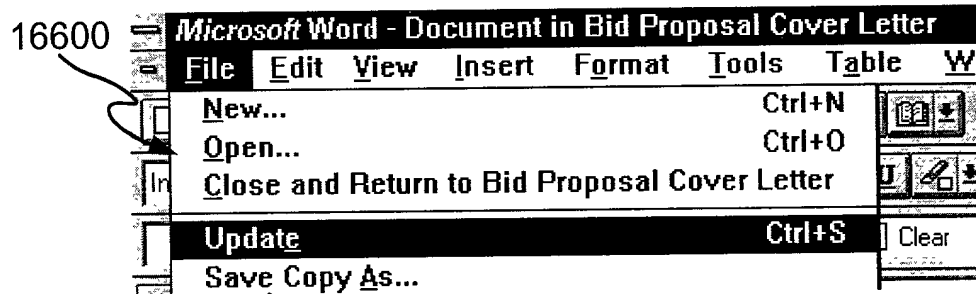 16600
Microsoft Word - Document in Bid Proposal Cover Letter
File Edit View Insert Format Tools Table W
New... Ctrl+N
Open... Ctrl+O
In
Close and Return to Bid Proposal Cover Letter U
Update Ctrl+S Clear
Save Copy As...